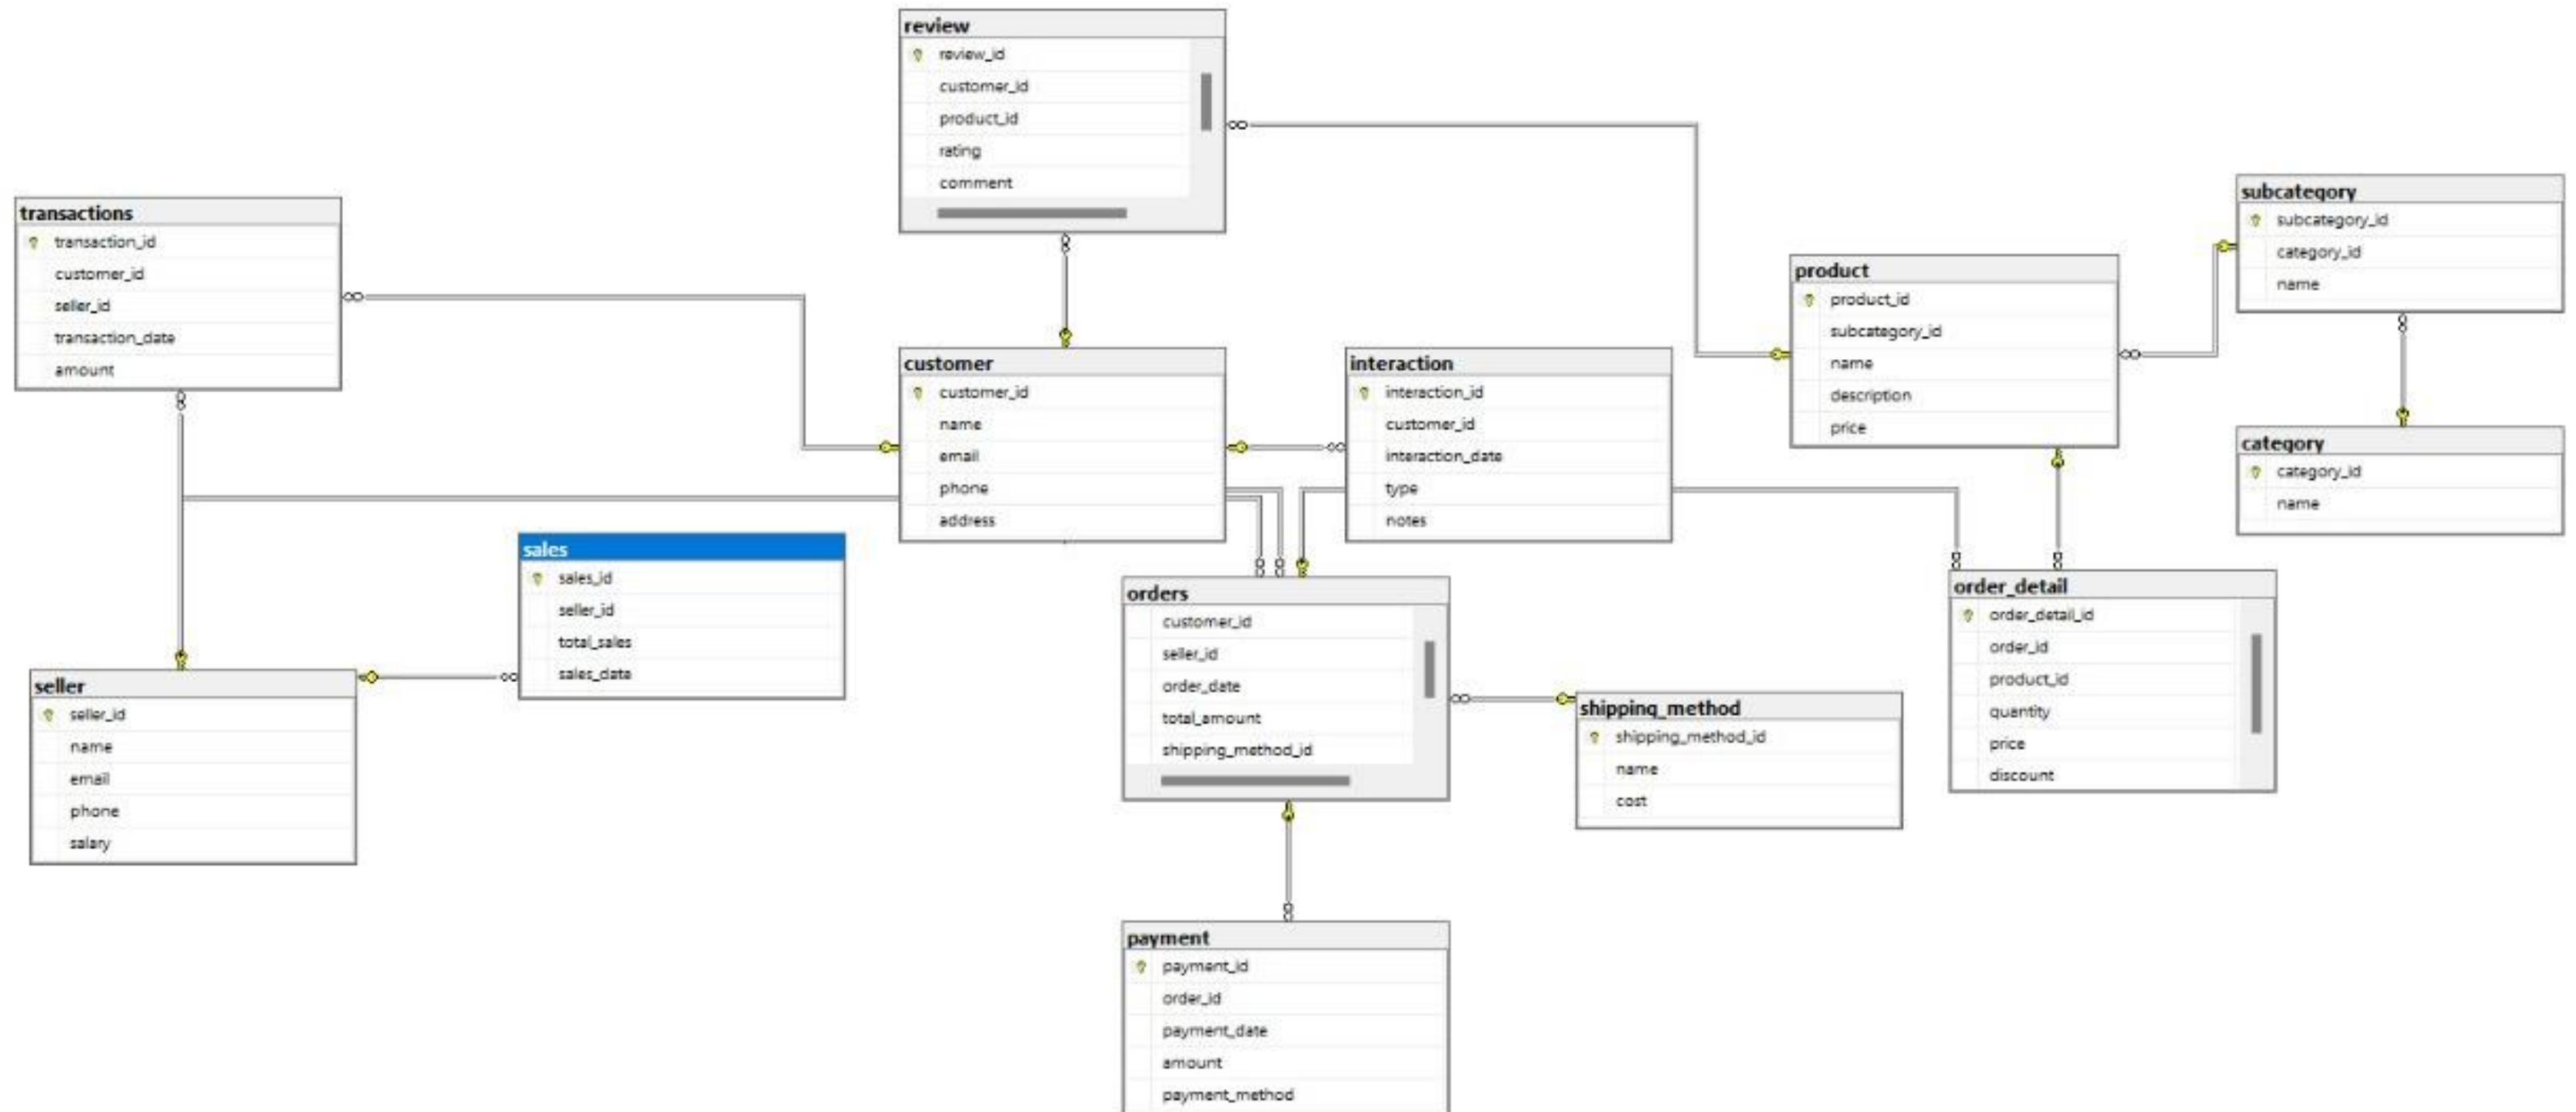 review
review_id
customer_id
product_id
rating
comment
transactions
transaction_id
customer_id
seller_id
transaction_date
amount
subcategory
subcategory_id
category_id
name
product
product_id
subcategory_id
name
description
price
customer
customer_id
name
email
phone
address
interaction
interaction_id
customer_id
interaction_date
type
notes
category
category_id
name
sales
sales_id
seller_id
total_sales
sales_date
orders
customer_id
seller_id
order_date
total_amount
shipping_method_id
order_detail
order_detail_id
order_id
product_id
quantity
price
discount
seller
seller_id
name
email
phone
salary
shipping_method
shipping_method_id
name
cost
payment
payment_id
order_id
payment_date
amount
payment_method